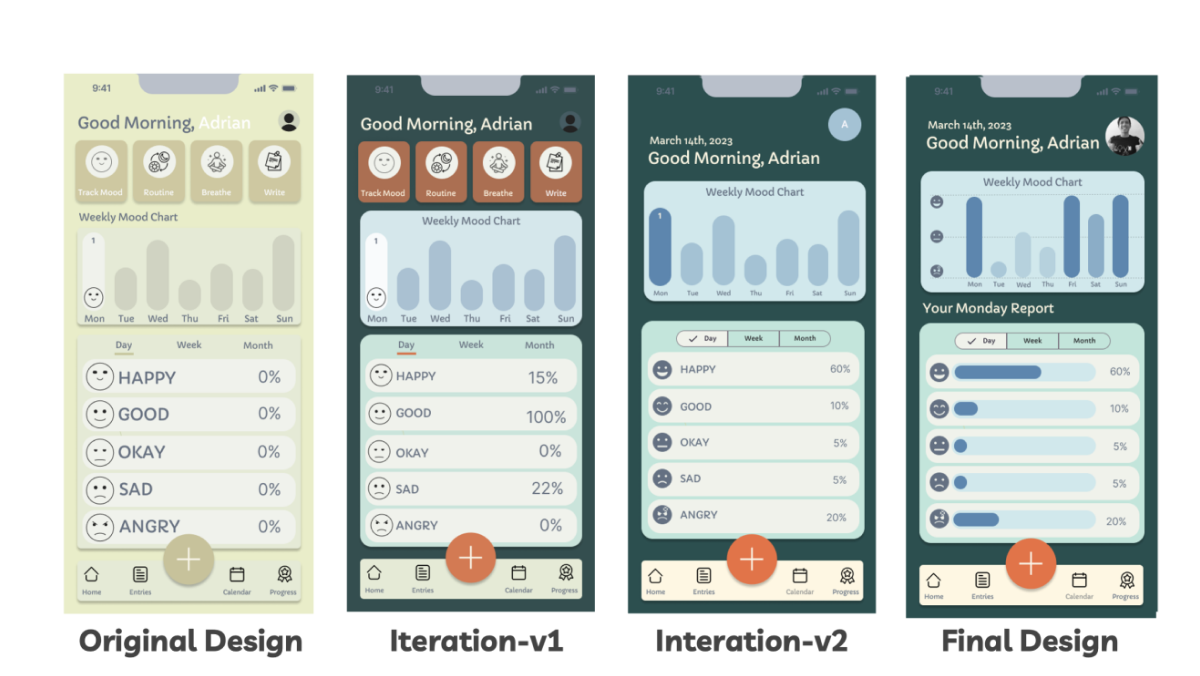 9:41
Good Morning, Adrian
Track Mood Routine Breathe Write
Weekly Mood Chart
1
Mon Tue Wed Thu Fri Sat Sun
Day Week Month
HAPPY 0%
GOOD 0%
OKAY 0%
SAD 0%
ANGRY 0%
Home Entries Calendar Progress
Original Design
9:41
Good Morning, Adrian
Track Mood Routine Breathe Write
Weekly Mood Chart
1
Mon Tue Wed Thu Fri Sat Sun
Day Week Month
HAPPY 15%
GOOD 100%
OKAY 0%
SAD 22%
ANGRY 0%
Home Entries Calendar Progress
Iteration-v1
9:41
A
March 14th, 2023
Good Morning, Adrian
Weekly Mood Chart
1
Mon Tue Wed Thu Fri Sat Sun
Day Week Month
HAPPY 60%
GOOD 10%
OKAY 5%
SAD 5%
ANGRY 20%
Home Entries Calendar Progress
Interation-v2
9:41
March 14th, 2023
Good Morning, Adrian
Weekly Mood Chart
Mon Tue Wed Thu Fri Sat Sun
Your Monday Report
Day Week Month
60%
10%
5%
5%
20%
Home Entries Calendar Progress
Final Design